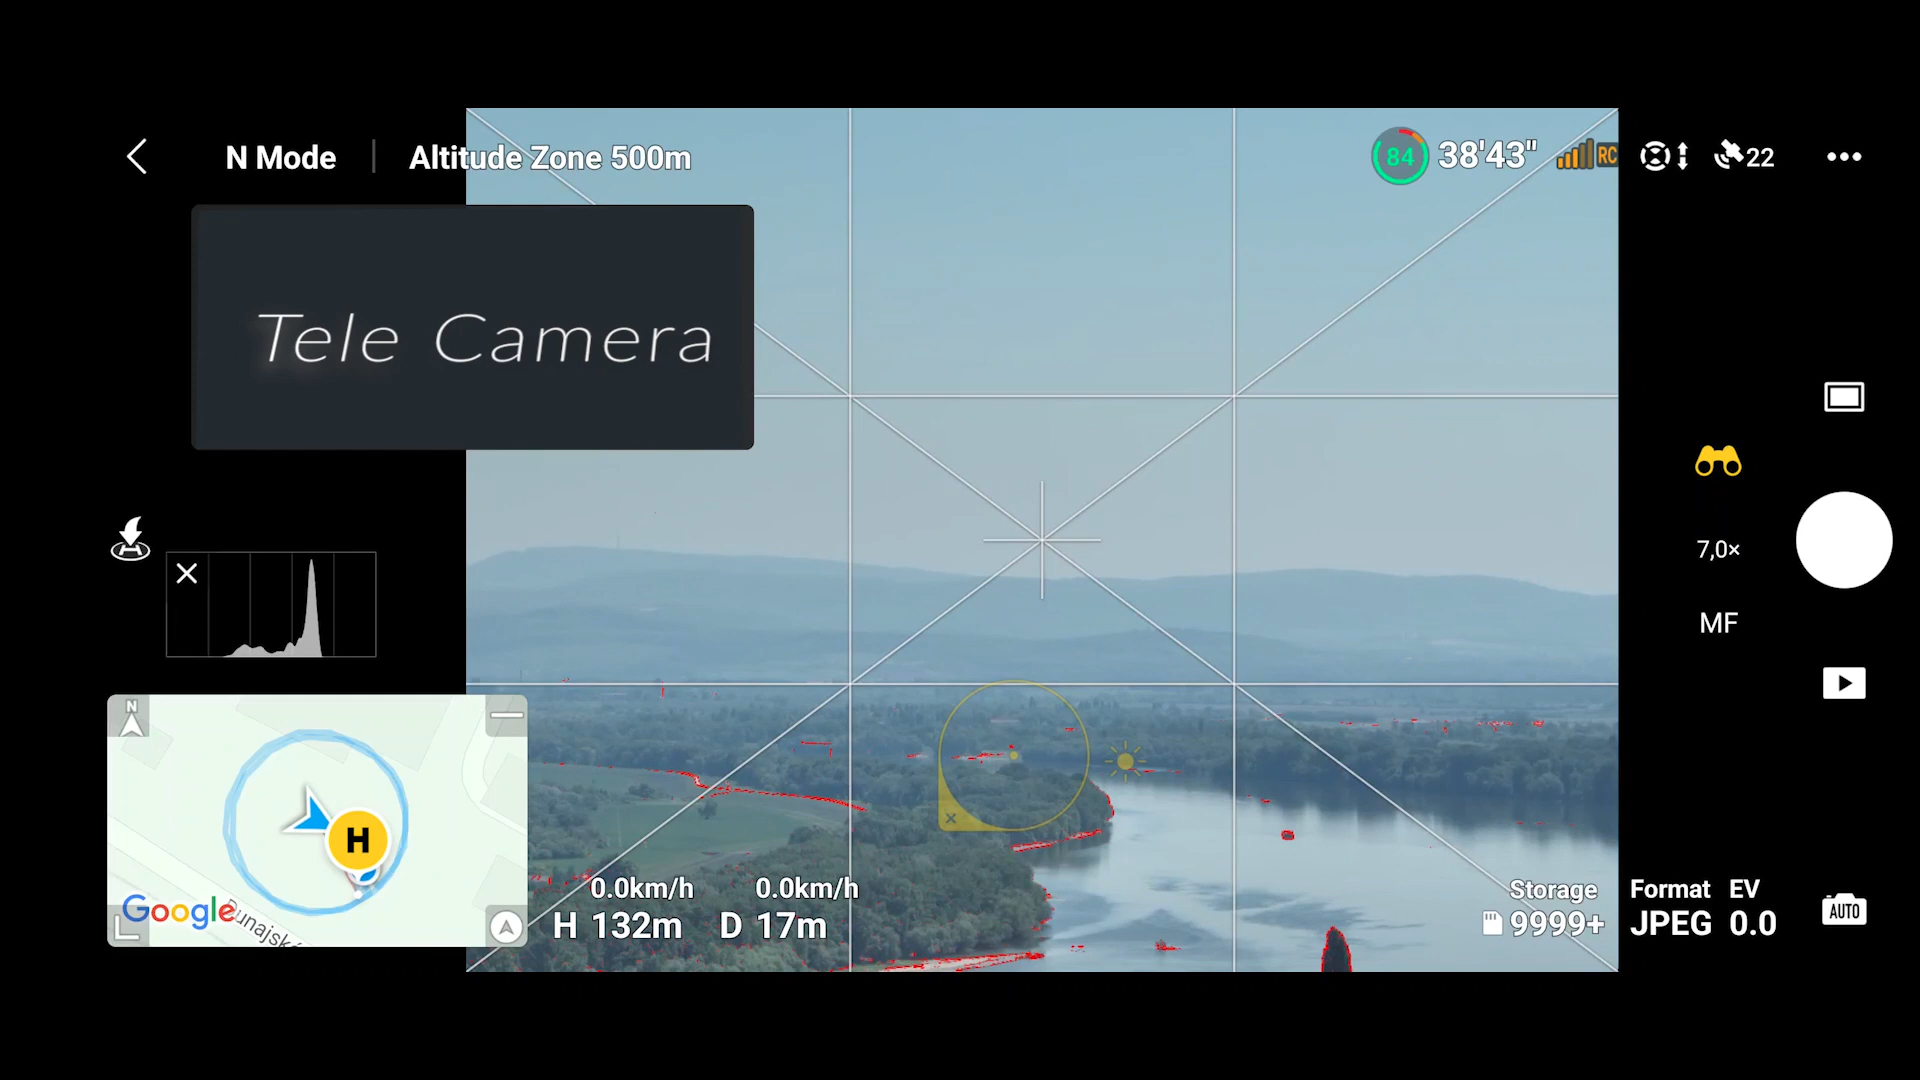 N Mode
Altitude Zone 500m
84
38'43"
RC
22
Tele Camera
7,0×
MF
N
H
Google
0.0km/h
0.0km/h
H 132m
D 17m
Storage
9999+
Format
JPEG
EV
0.0
AUTO